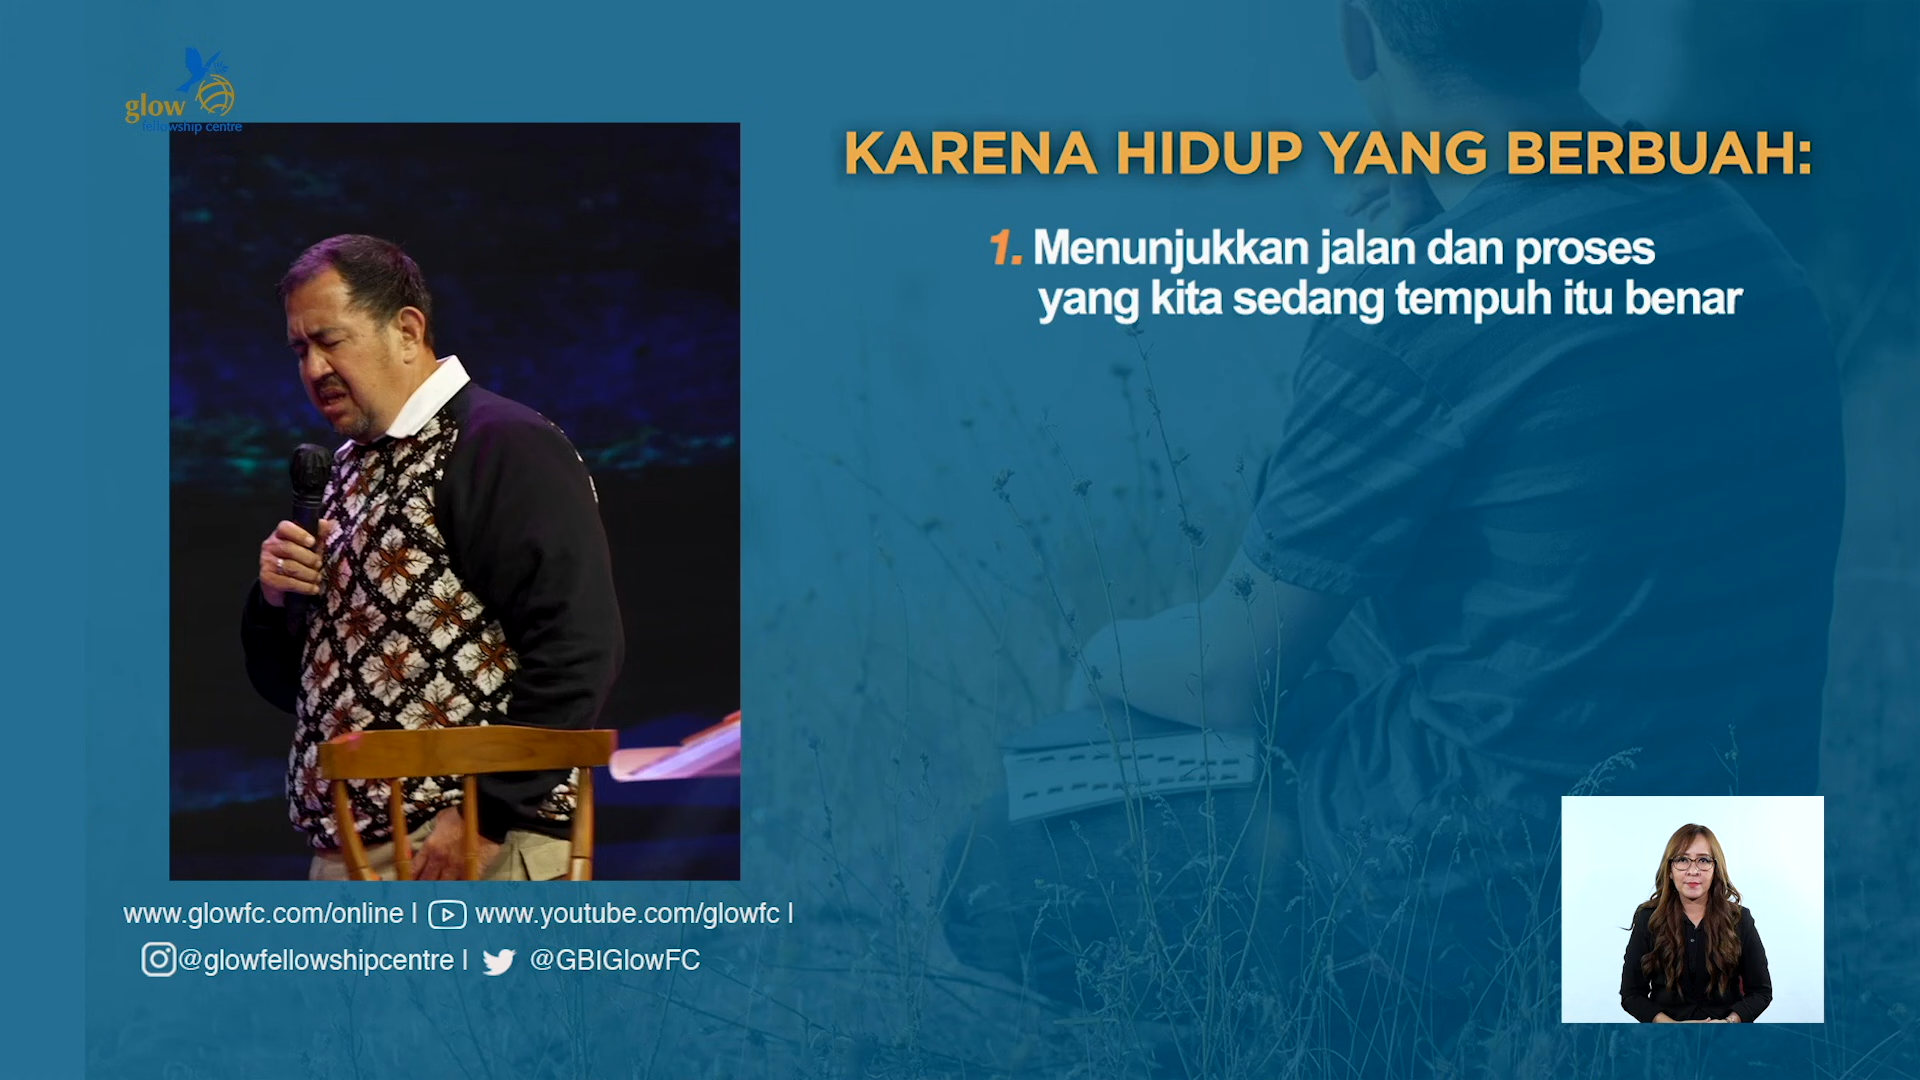 glow
fellowship centre
KARENA HIDUP YANG BERBUAH:
1. Menunjukkan jalan dan proses
yang kita sedang tempuh itu benar
www.glowfc.com/online | www.youtube.com/glowfc |
@glowfellowshipcentre | @GBIGlowFC